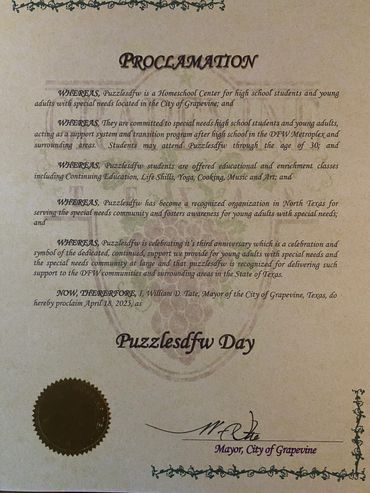 PROCLAMATION
WHEREAS, Puzzlesdfw is a Homeschool Center for high school students and young
adults with special needs located in the City of Grapevine; and
WHEREAS, They are committed to special needs high school students and young adults,
acting as a support system and transition program after high school in the DFW Metroplex and
surrounding areas. Students may attend Puzzlesdfw through the age of 30; and
WHEREAS, Puzzlesdfw students are offered educational and enrichment classes
including Continuing Education, Life Skills, Yoga, Cooking, Music and Art; and
WHEREAS, Puzzlesdfw has become a recognized organization in North Texas for
serving the special needs community and fosters awareness for young adults with special needs;
and
WHEREAS, Puzzlesdfw is celebrating it's third anniversary which is a celebration and
symbol of the dedicated, continued, support we provide for young adults with special needs and
the special needs community at large and that puzzlesdfw is recognized for delivering such
support to the DFW communities and surrounding areas in the State of Texas.
NOW, THEREFORE, I, William D. Tate, Mayor of the City of Grapevine, Texas, do
hereby proclaim April 18, 2025, as
Puzzlesdfw Day
Mayor, City of Grapevine